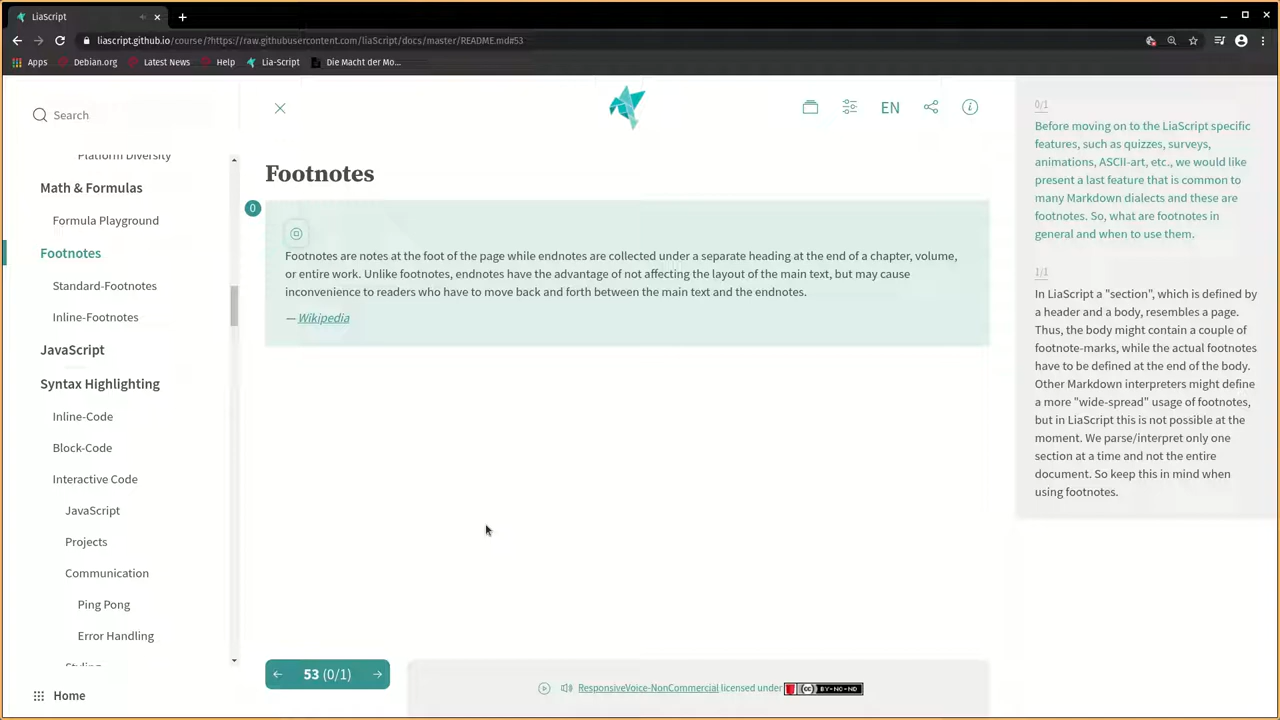 LiaScript
liascript.github.io/course/?https://raw.githubusercontent.com/liaScript/docs/master/README.md#53
Apps
Debian.org
Latest News
Help
Lia-Script
Die Macht der Mo...
Search
Platform Diversity
Math & Formulas
Formula Playground
Footnotes
Standard-Footnotes
Inline-Footnotes
JavaScript
Syntax Highlighting
Inline-Code
Block-Code
Interactive Code
JavaScript
Projects
Communication
Ping Pong
Error Handling
Styling
Home
EN
Footnotes
0
Footnotes are notes at the foot of the page while endnotes are collected under a separate heading at the end of a chapter, volume,
or entire work. Unlike footnotes, endnotes have the advantage of not affecting the layout of the main text, but may cause
inconvenience to readers who have to move back and forth between the main text and the endnotes.
— Wikipedia
53 (0/1)
ResponsiveVoice-NonCommercial licensed under
cc BY-NC-ND
0/1
Before moving on to the LiaScript specific
features, such as quizzes, surveys,
animations, ASCII-art, etc., we would like
present a last feature that is common to
many Markdown dialects and these are
footnotes. So, what are footnotes in
general and when to use them.
1/1
In LiaScript a "section", which is defined by
a header and a body, resembles a page.
Thus, the body might contain a couple of
footnote-marks, while the actual footnotes
have to be defined at the end of the body.
Other Markdown interpreters might define
a more "wide-spread" usage of footnotes,
but in LiaScript this is not possible at the
moment. We parse/interpret only one
section at a time and not the entire
document. So keep this in mind when
using footnotes.